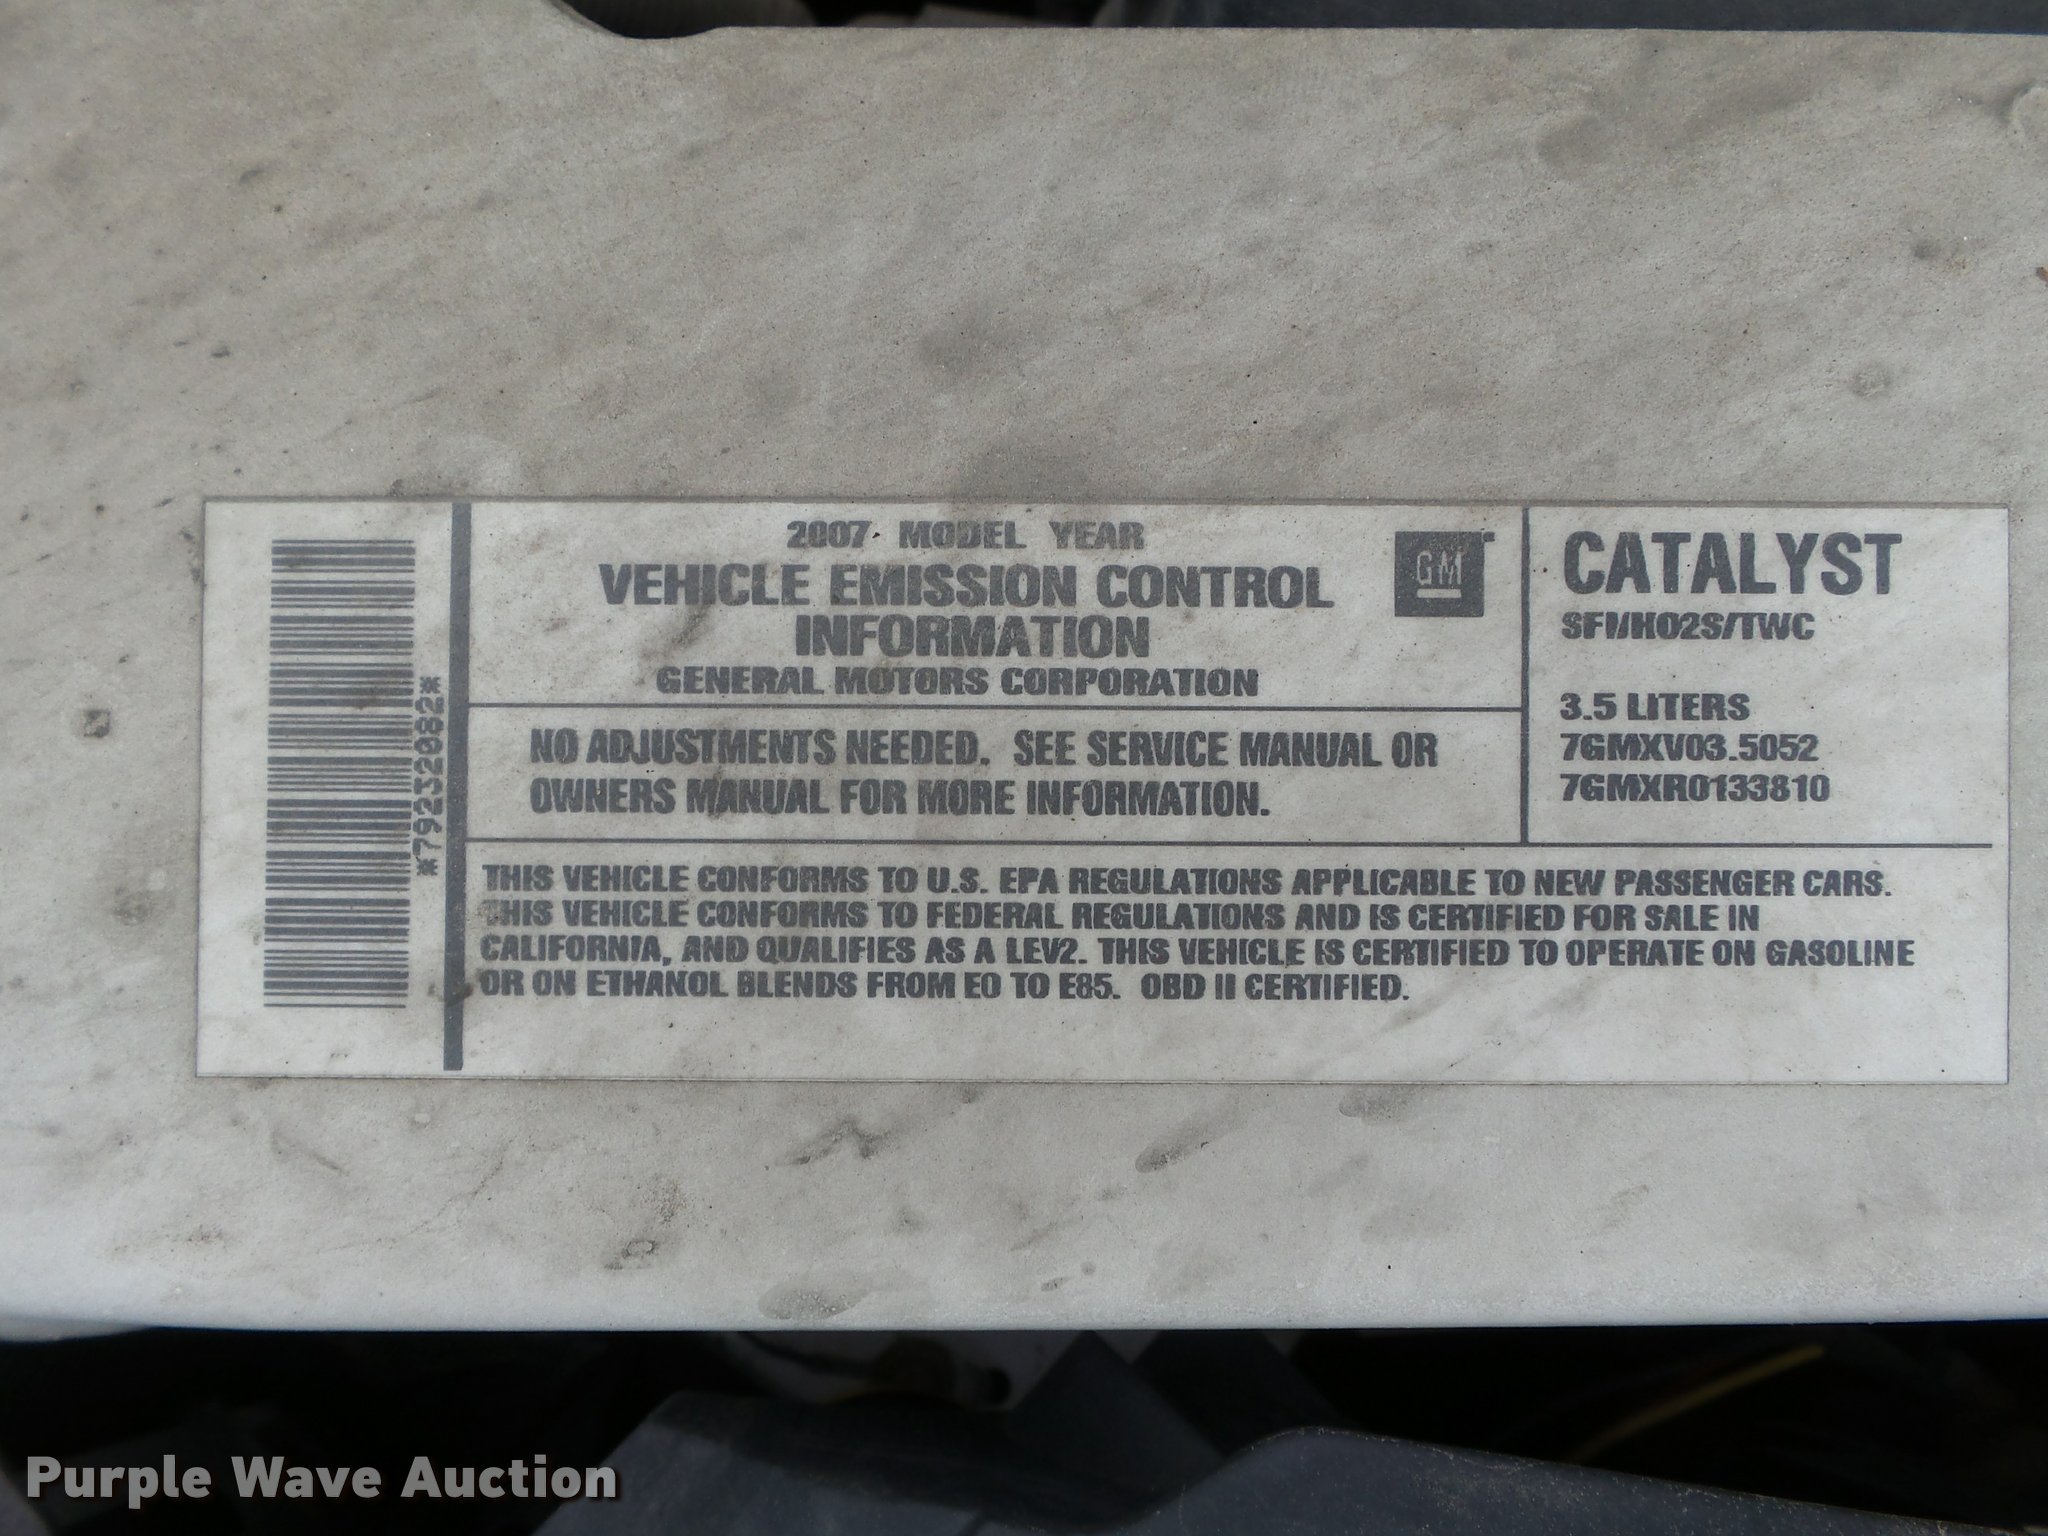 2007 MODEL YEAR
VEHICLE EMISSION CONTROL
INFORMATION
GENERAL MOTORS CORPORATION
GM
CATALYST
SFI/HO2S/TWC
3.5 LITERS
7GMXV03.5052
7GMXR0133810
NO ADJUSTMENTS NEEDED. SEE SERVICE MANUAL OR
OWNERS MANUAL FOR MORE INFORMATION.
*792320082*
THIS VEHICLE CONFORMS TO U.S. EPA REGULATIONS APPLICABLE TO NEW PASSENGER CARS.
THIS VEHICLE CONFORMS TO FEDERAL REGULATIONS AND IS CERTIFIED FOR SALE IN
CALIFORNIA, AND QUALIFIES AS A LEV2. THIS VEHICLE IS CERTIFIED TO OPERATE ON GASOLINE
OR ON ETHANOL BLENDS FROM E0 TO E85. OBD II CERTIFIED.
Purple Wave Auction